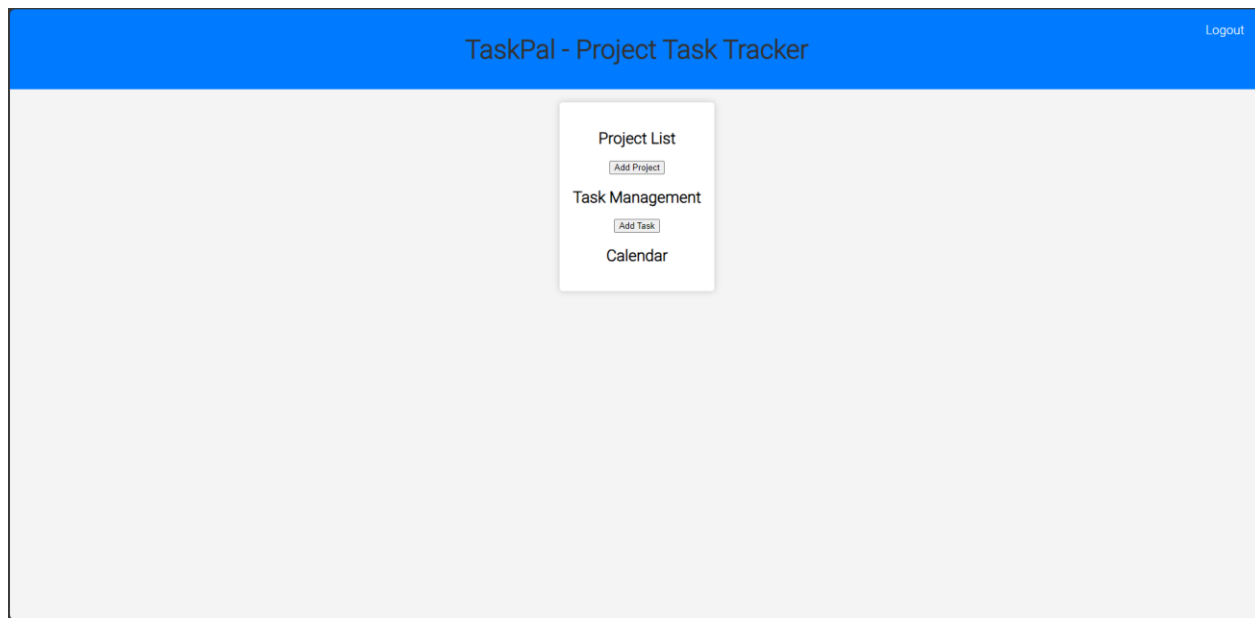 Logout
TaskPal - Project Task Tracker
Project List
Add Project
Task Management
Add Task
Calendar